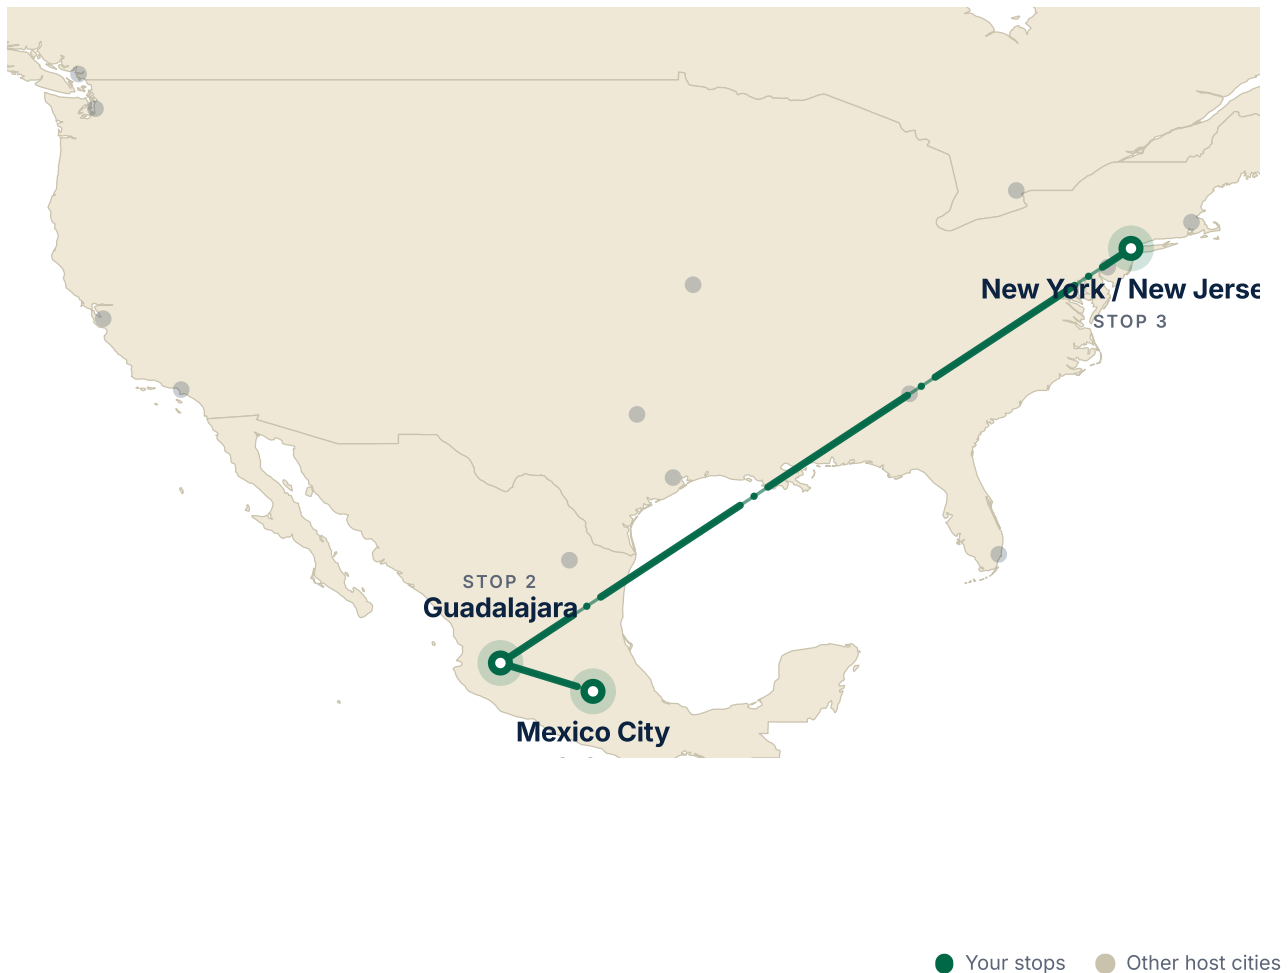 New York / New Jerse
STOP 3
STOP 2
Guadalajara
Mexico City
Your stops
Other host cities